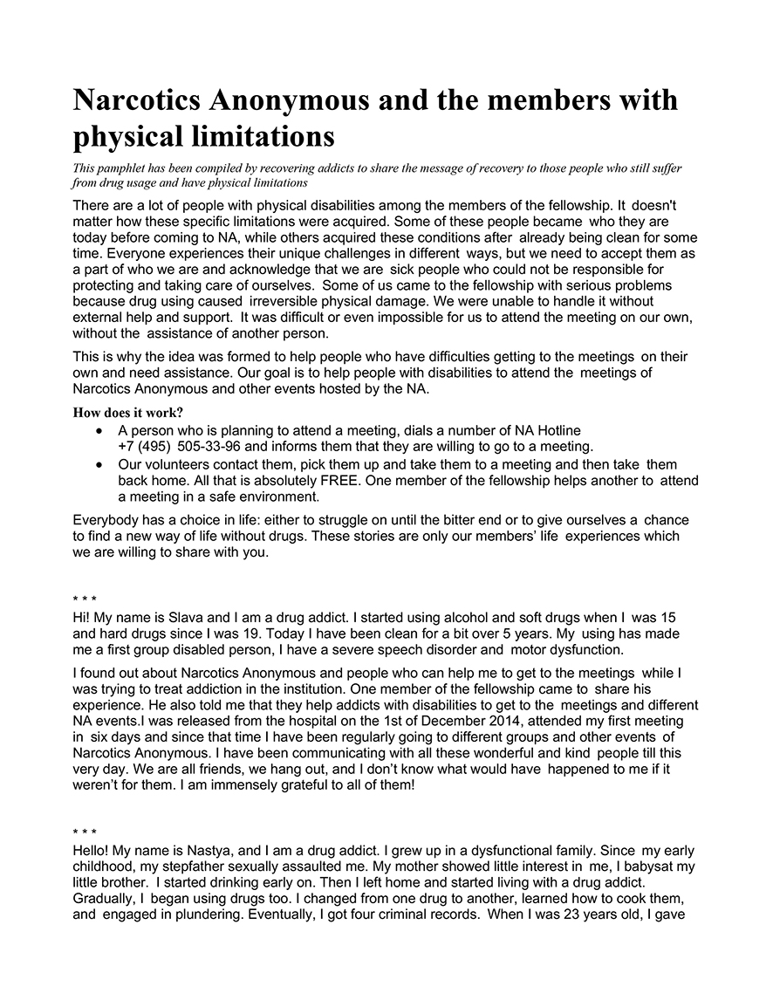 Narcotics Anonymous and the members with
physical limitations
This pamphlet has been compiled by recovering addicts to share the message of recovery to those people who still suffer
from drug usage and have physical limitations
There are a lot of people with physical disabilities among the members of the fellowship. It doesn't
matter how these specific limitations were acquired. Some of these people became who they are
today before coming to NA, while others acquired these conditions after already being clean for some
time. Everyone experiences their unique challenges in different ways, but we need to accept them as
a part of who we are and acknowledge that we are sick people who could not be responsible for
protecting and taking care of ourselves. Some of us came to the fellowship with serious problems
because drug using caused irreversible physical damage. We were unable to handle it without
external help and support. It was difficult or even impossible for us to attend the meeting on our own,
without the assistance of another person.
This is why the idea was formed to help people who have difficulties getting to the meetings on their
own and need assistance. Our goal is to help people with disabilities to attend the meetings of
Narcotics Anonymous and other events hosted by the NA.
How does it work?
• A person who is planning to attend a meeting, dials a number of NA Hotline
+7 (495) 505-33-96 and informs them that they are willing to go to a meeting.
• Our volunteers contact them, pick them up and take them to a meeting and then take them
back home. All that is absolutely FREE. One member of the fellowship helps another to attend
a meeting in a safe environment.
Everybody has a choice in life: either to struggle on until the bitter end or to give ourselves a chance
to find a new way of life without drugs. These stories are only our members’ life experiences which
we are willing to share with you.
* * *
Hi! My name is Slava and I am a drug addict. I started using alcohol and soft drugs when I was 15
and hard drugs since I was 19. Today I have been clean for a bit over 5 years. My using has made
me a first group disabled person, I have a severe speech disorder and motor dysfunction.
I found out about Narcotics Anonymous and people who can help me to get to the meetings while I
was trying to treat addiction in the institution. One member of the fellowship came to share his
experience. He also told me that they help addicts with disabilities to get to the meetings and different
NA events.I was released from the hospital on the 1st of December 2014, attended my first meeting
in six days and since that time I have been regularly going to different groups and other events of
Narcotics Anonymous. I have been communicating with all these wonderful and kind people till this
very day. We are all friends, we hang out, and I don’t know what would have happened to me if it
weren’t for them. I am immensely grateful to all of them!
* * *
Hello! My name is Nastya, and I am a drug addict. I grew up in a dysfunctional family. Since my early
childhood, my stepfather sexually assaulted me. My mother showed little interest in me, I babysat my
little brother. I started drinking early on. Then I left home and started living with a drug addict.
Gradually, I began using drugs too. I changed from one drug to another, learned how to cook them,
and engaged in plundering. Eventually, I got four criminal records. When I was 23 years old, I gave